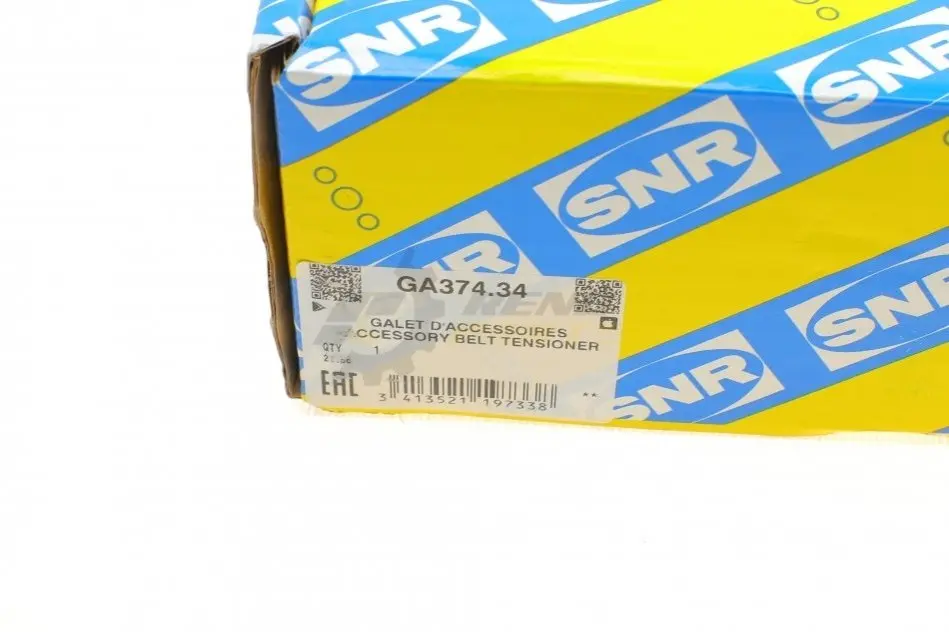 SNR
SNR
SNR
SNR
SNR
SNR
GA374.34
GALET D'ACCESSOIRES
ACCESSORY BELT TENSIONER
QTY 1
EAC
3 413521 197338
**